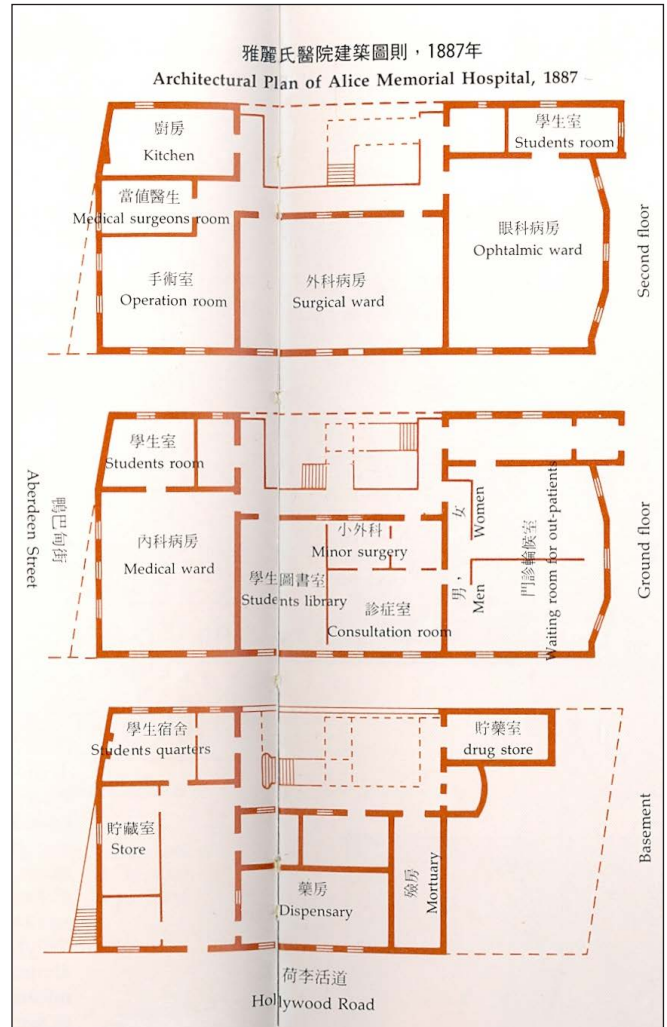 雅麗氏醫院建築圖則，1887年
Architectural Plan of Alice Memorial Hospital, 1887
廚房
Kitchen
學生室
Students room
當值醫生
Medical surgeons room
眼科病房
Ophtalmic ward
手術室
Operation room
外科病房
Surgical ward
Second floor
學生室
Students room
鴨巴甸街
Aberdeen Street
內科病房
Medical ward
小外科
Minor surgery
學生圖書室
Students library
診症室
Consultation room
女
Women
男，
Men
門診輪候室
Waiting room for out-patients
Ground floor
學生宿舍
Students quarters
貯藥室
drug store
貯藏室
Store
藥房
Dispensary
殮房
Mortuary
Basement
荷李活道
Hollywood Road